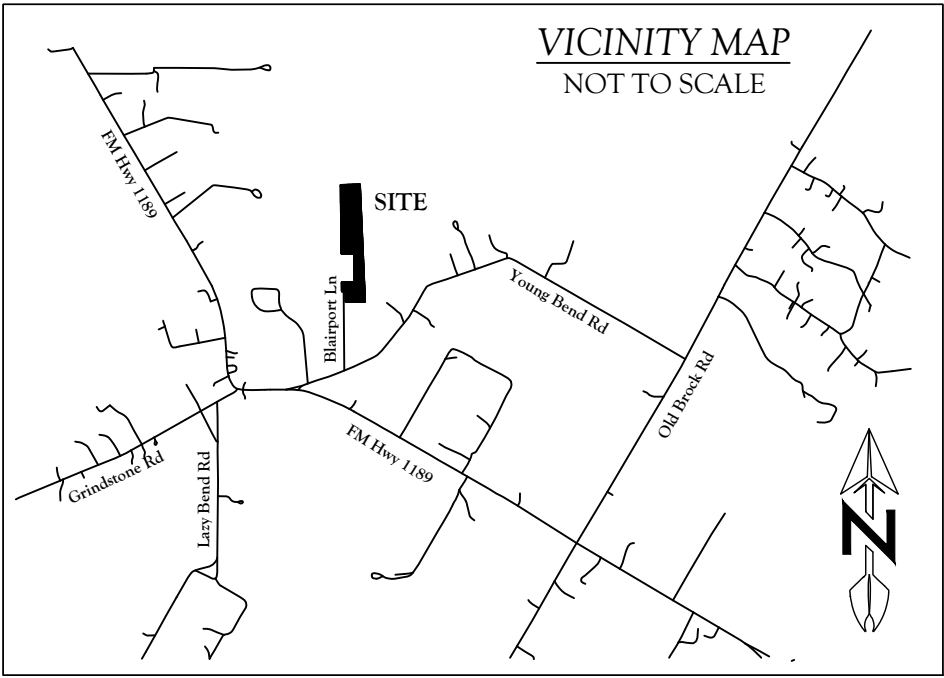 VICINITY MAP
NOT TO SCALE
FM Hwy 1189
SITE
Blairport Ln
Young Bend Rd
Old Brock Rd
FM Hwy 1189
Grindstone Rd
Lazy Bend Rd
N